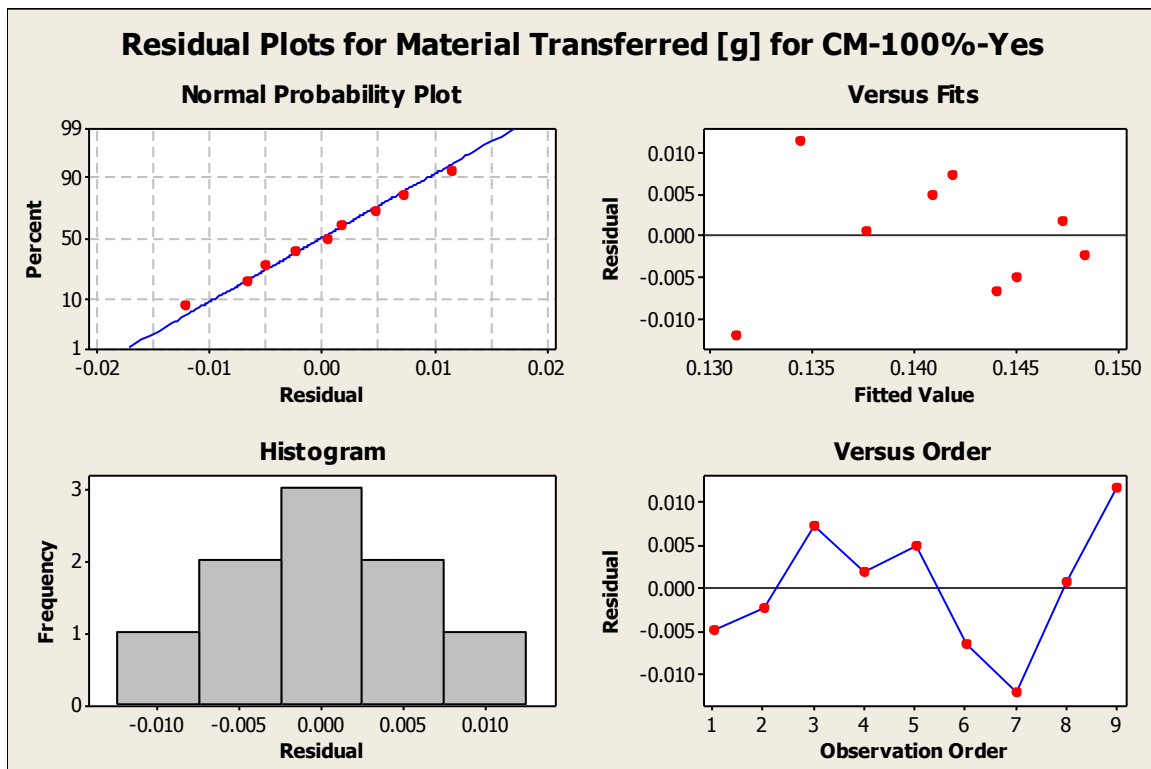 Residual Plots for Material Transferred [g] for CM-100%-Yes
Normal Probability Plot
99
90
50
10
1
Percent
-0.02 -0.01 0.00 0.01 0.02
Residual
Versus Fits
0.010
0.005
0.000
-0.005
-0.010
Residual
0.130 0.135 0.140 0.145 0.150
Fitted Value
Histogram
3
2
1
0
Frequency
-0.010 -0.005 0.000 0.005 0.010
Residual
Versus Order
0.010
0.005
0.000
-0.005
-0.010
Residual
1 2 3 4 5 6 7 8 9
Observation Order